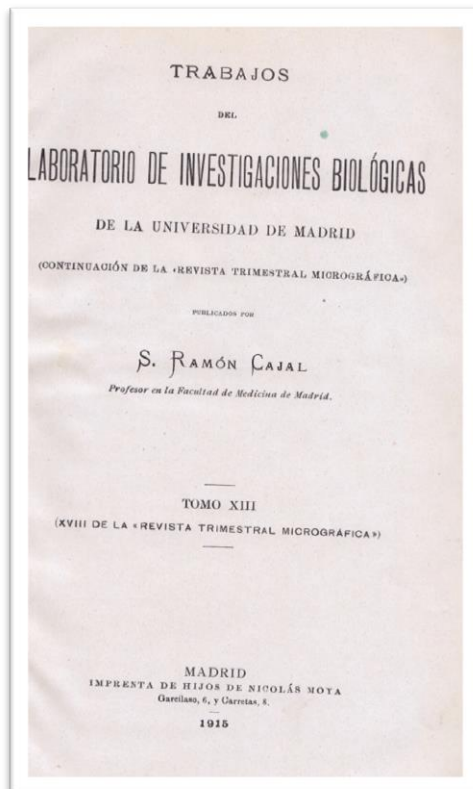 TRABAJOS
DEL
LABORATORIO DE INVESTIGACIONES BIOLÓGICAS
DE LA UNIVERSIDAD DE MADRID
(CONTINUACIÓN DE LA «REVISTA TRIMESTRAL MICROGRÁFICA»)
PUBLICADOS POR
S. RAMÓN CAJAL
Profesor en la Facultad de Medicina de Madrid.
TOMO XIII
(XVIII DE LA «REVISTA TRIMESTRAL MICROGRÁFICA»)
MADRID
IMPRENTA DE HIJOS DE NICOLÁS MOYA
Garcilaso, 6, y Carretas, 8.
1915